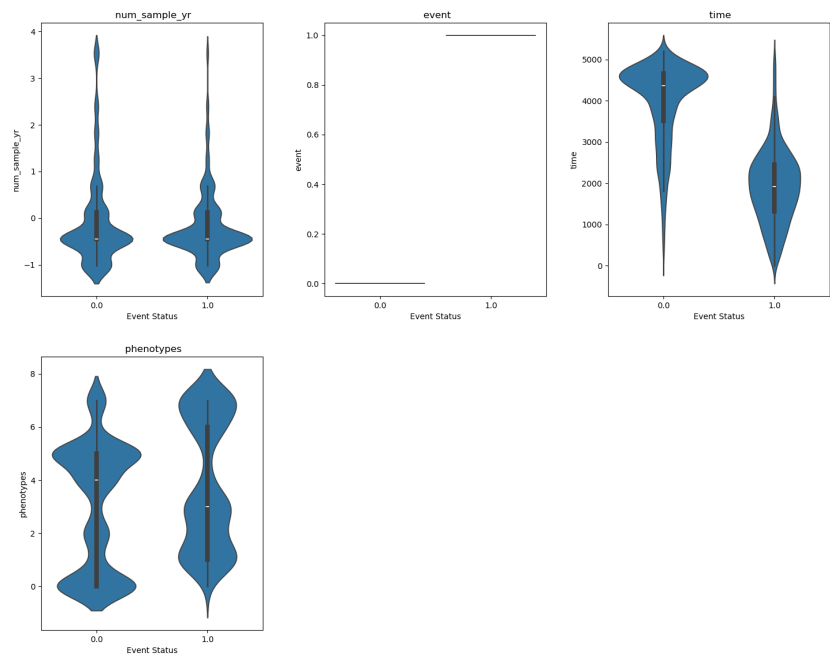 num_sample_yr
event
time
4
3
2
1
0
−1
num_sample_yr
0.0
1.0
Event Status
1.0
0.8
0.6
0.4
0.2
0.0
event
0.0
1.0
Event Status
5000
4000
3000
2000
1000
0
time
0.0
1.0
Event Status
phenotypes
8
6
4
2
0
phenotypes
0.0
1.0
Event Status